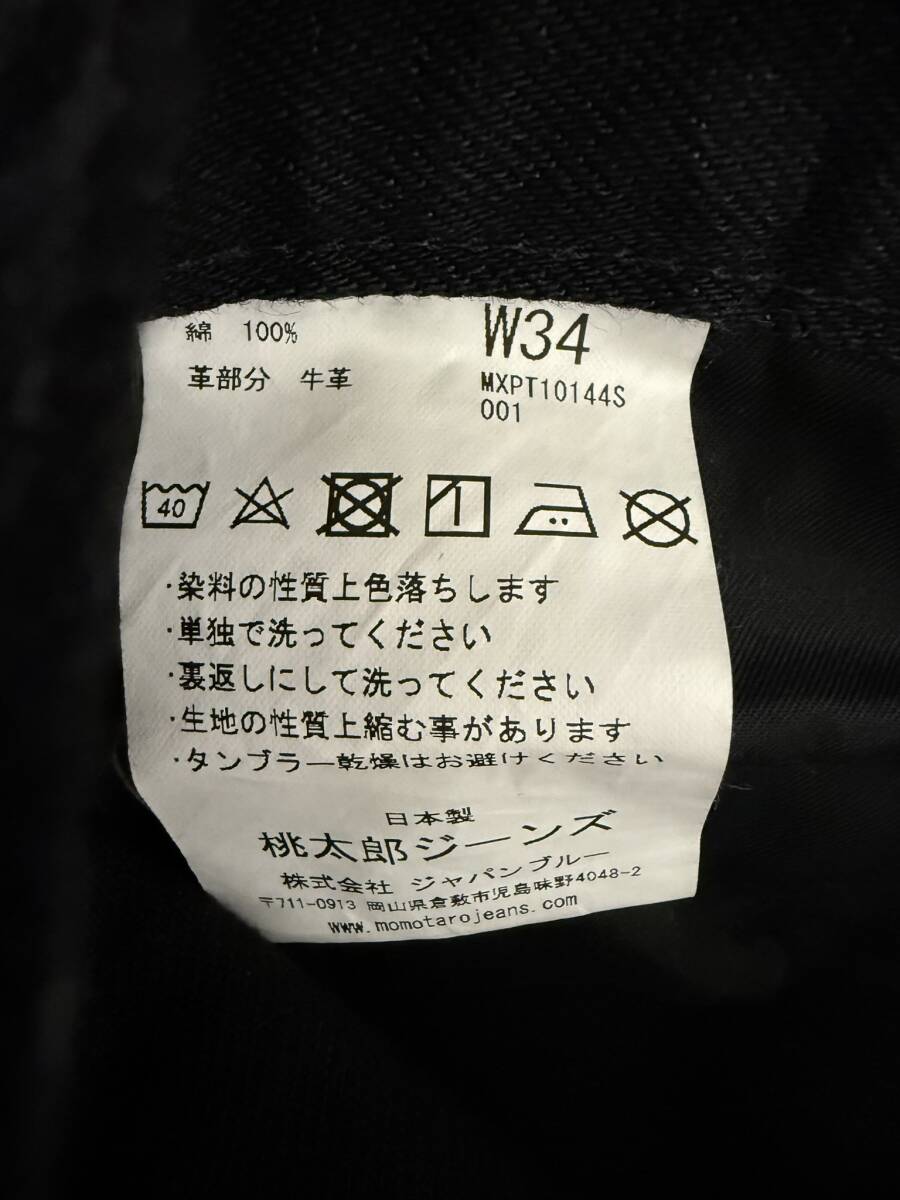 綿 100%
革部分 牛革
W34
MXPT10144S
001
40
・染料の性質上色落ちします
・単独で洗ってください
・裏返しにして洗ってください
・生地の性質上縮む事があります
・タンブラー乾燥はお避けください
日本製
桃太郎ジーンズ
株式会社 ジャパンブルー
〒711-0913 岡山県倉敷市児島味野4048-2
www.momotarojeans.com